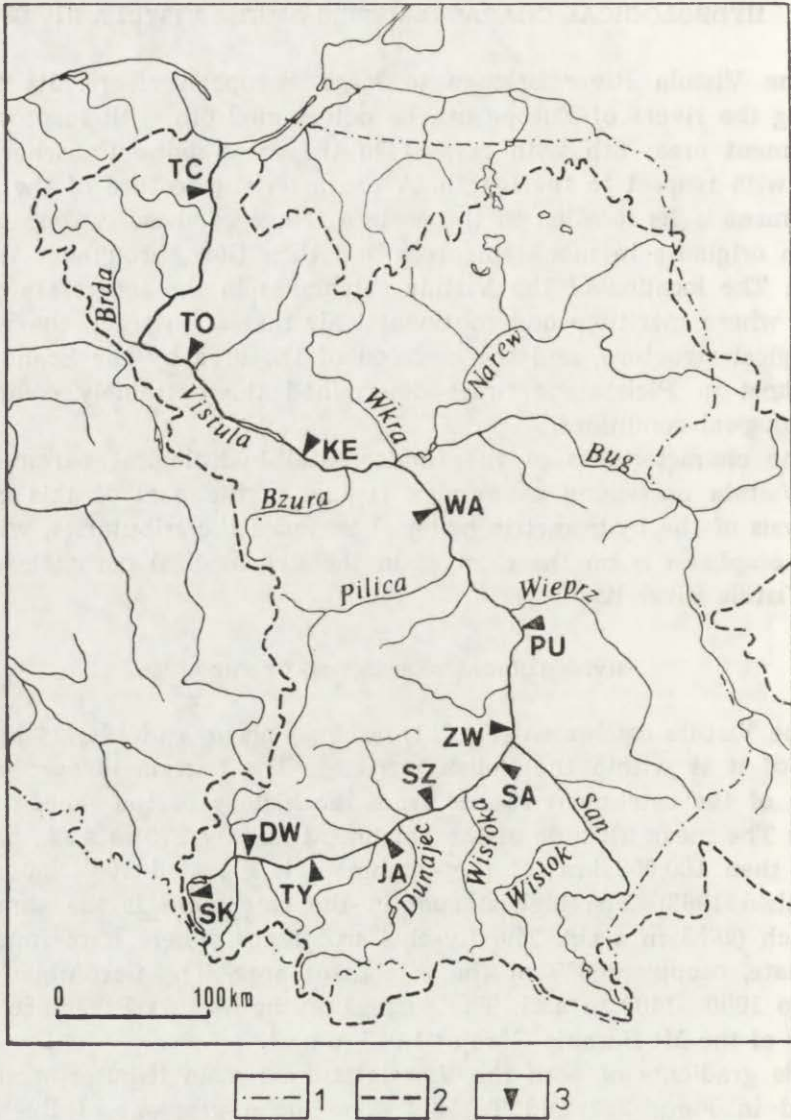 TC
Brda
TO
Vistula
Wkra
Narew
KE
Bug
Bzura
WA
Pilica
Wieprz
PU
ZW
SZ
SA
San
DW
Wisłoka
Dunajec
JA
TY
Wisłok
SK
0 100km
1 2 3